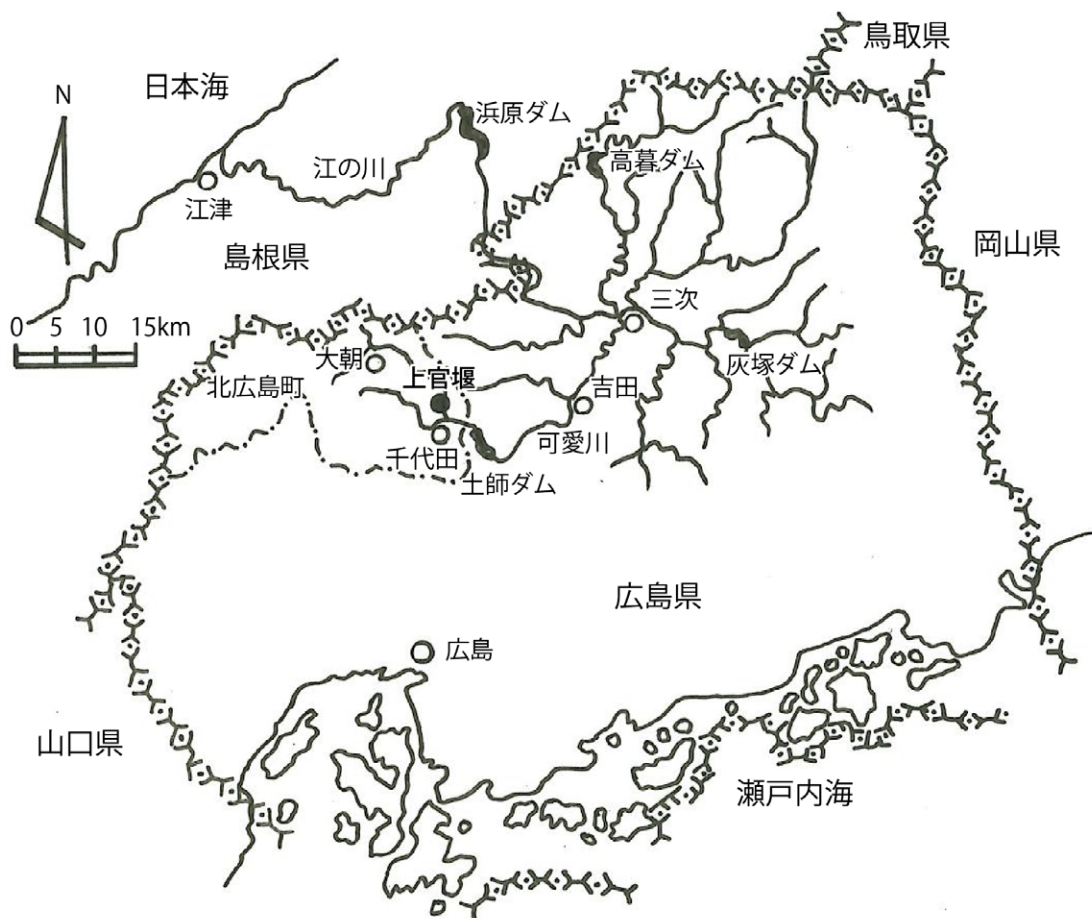 鳥取県
日本海
N
浜原ダム
高暮ダム
江の川
江津
島根県
岡山県
三次
0 5 10 15km
大朝
灰塚ダム
北広島町
上官堰
吉田
可愛川
千代田
土師ダム
広島県
広島
山口県
瀬戸内海